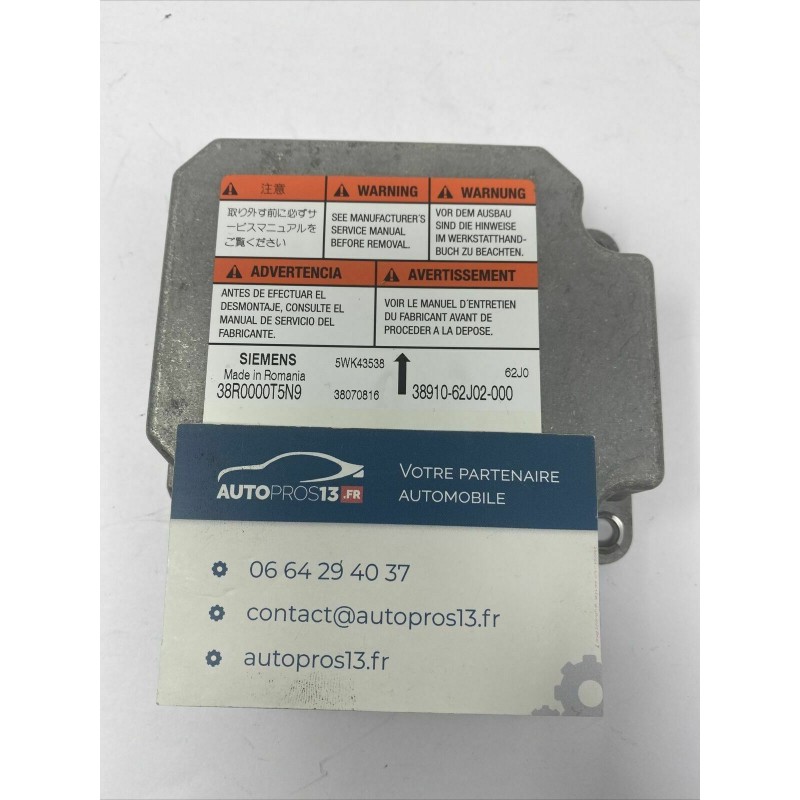 注意
取り外す前に必ずサ
ービスマニュアルを
ご覧ください
WARNING
SEE MANUFACTURER'S
SERVICE MANUAL
BEFORE REMOVAL.
WARNUNG
VOR DEM AUSBAU
SIND DIE HINWEISE
IM WERKSTATTHAND-
BUCH ZU BEACHTEN.
ADVERTENCIA
ANTES DE EFECTUAR EL
DESMONTAJE, CONSULTE EL
MANUAL DE SERVICIO DEL
FABRICANTE.
AVERTISSEMENT
VOIR LE MANUEL D'ENTRETIEN
DU FABRICANT AVANT DE
PROCEDER A LA DEPOSE.
SIEMENS 5WK43538 62J0
Made in Romania
38R0000T5N9 38070816 38910-62J02-000
AUTOPROS13.FR
VOTRE PARTENAIRE
AUTOMOBILE
06 64 29 40 37
contact@autopros13.fr
autopros13.fr